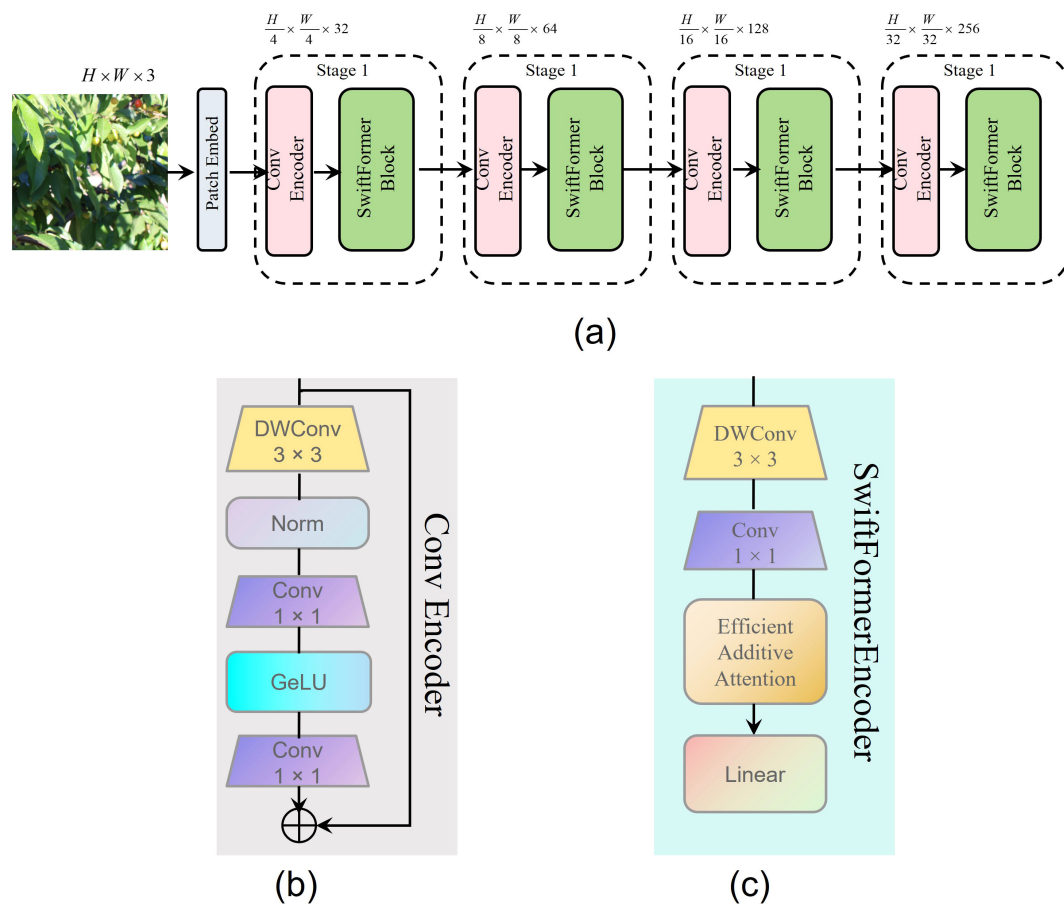 H × W × 3
H/4 × W/4 × 32
H/8 × W/8 × 64
H/16 × W/16 × 128
H/32 × W/32 × 256
Stage 1
Stage 1
Stage 1
Stage 1
Patch Embed
Conv
Encoder
SwiftFormer
Block
Conv
Encoder
SwiftFormer
Block
Conv
Encoder
SwiftFormer
Block
Conv
Encoder
SwiftFormer
Block
(a)
DWConv
3 × 3
Norm
Conv
1 × 1
GeLU
Conv
1 × 1
Conv Encoder
(b)
DWConv
3 × 3
Conv
1 × 1
Efficient
Additive
Attention
Linear
SwiftFormerEncoder
(c)